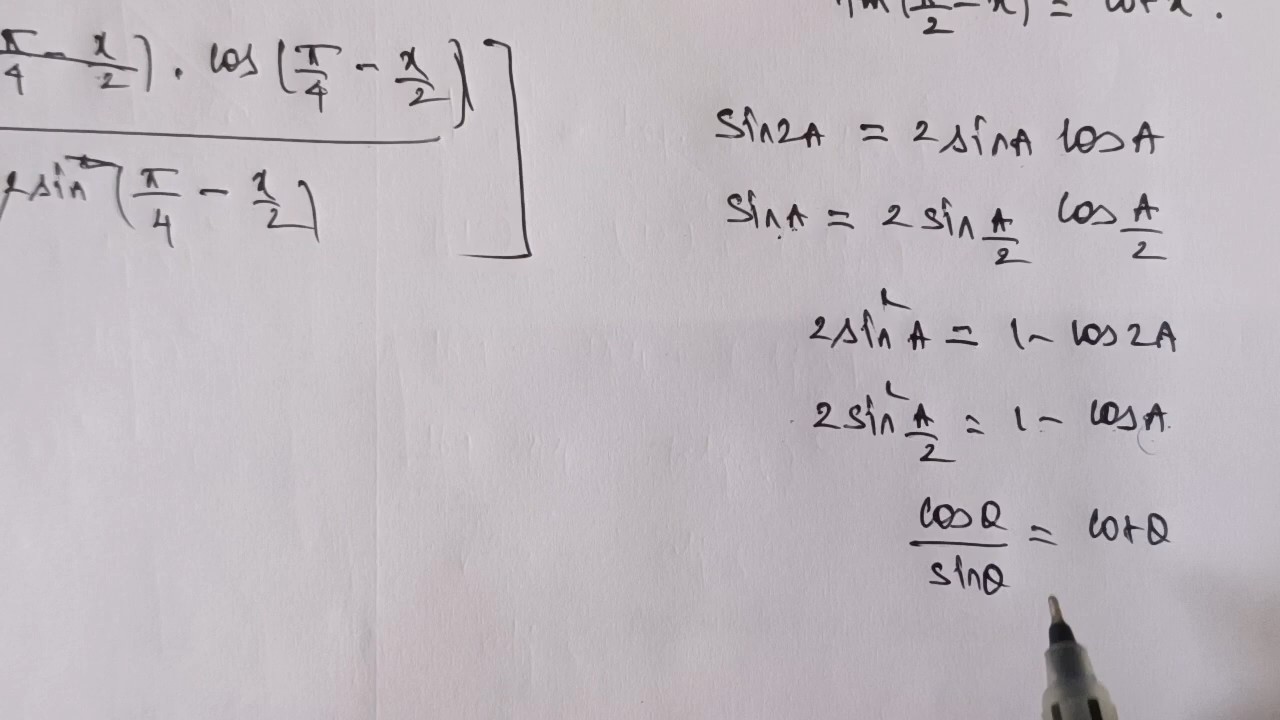 π/4 - x/2) . cos(π/4 - x/2)]
2sin²(π/4 - x/2)
(π/2 - x) = cot x.
sin2A = 2sinA cosA
sinA = 2sin A/2 cos A/2
2sin²A = 1 - cos2A
2sin² A/2 = 1 - cosA
cosθ/sinθ = cotθ